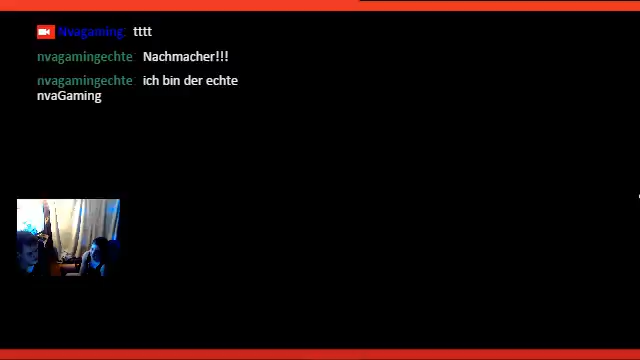 Nvagaming: tttt
nvagamingechte: Nachmacher!!!
nvagamingechte: ich bin der echte
nvaGaming